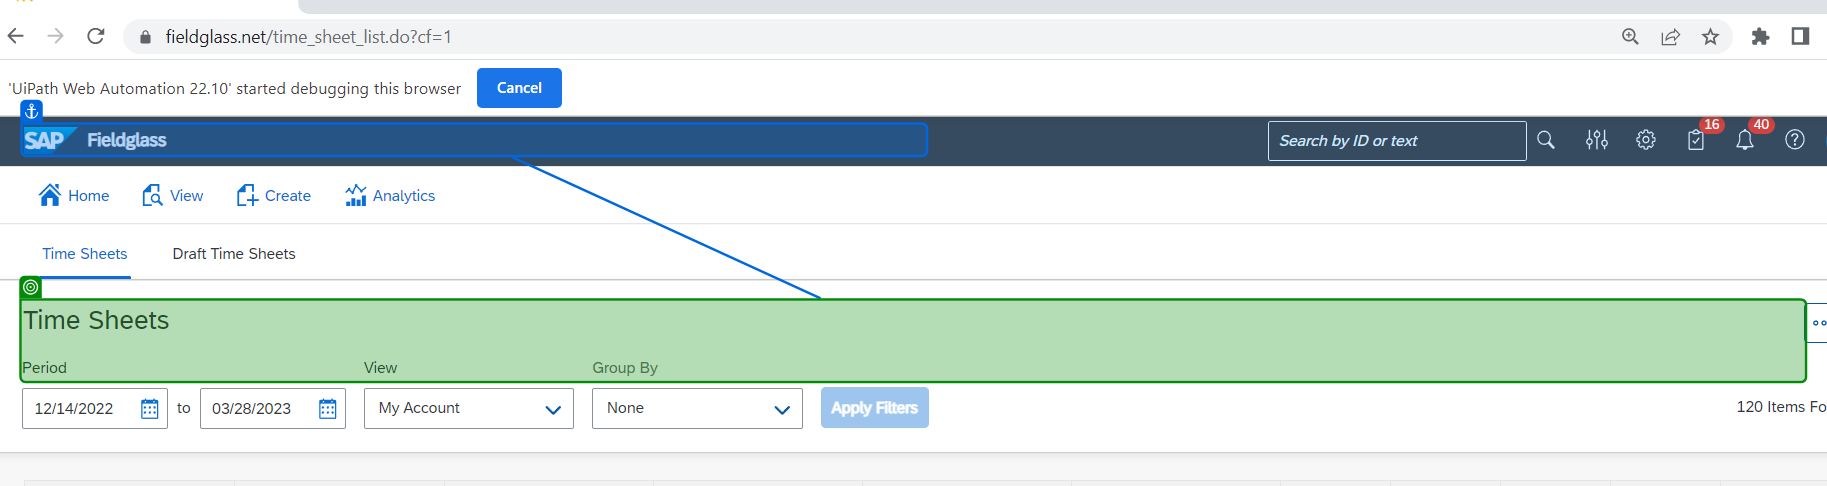 fieldglass.net/time_sheet_list.do?cf=1
'UiPath Web Automation 22.10' started debugging this browser Cancel
SAP Fieldglass Search by ID or text 16 40
Home View Create Analytics
Time Sheets Draft Time Sheets
Time Sheets
Period View Group By
12/14/2022 to 03/28/2023 My Account None Apply Filters 120 Items Fo